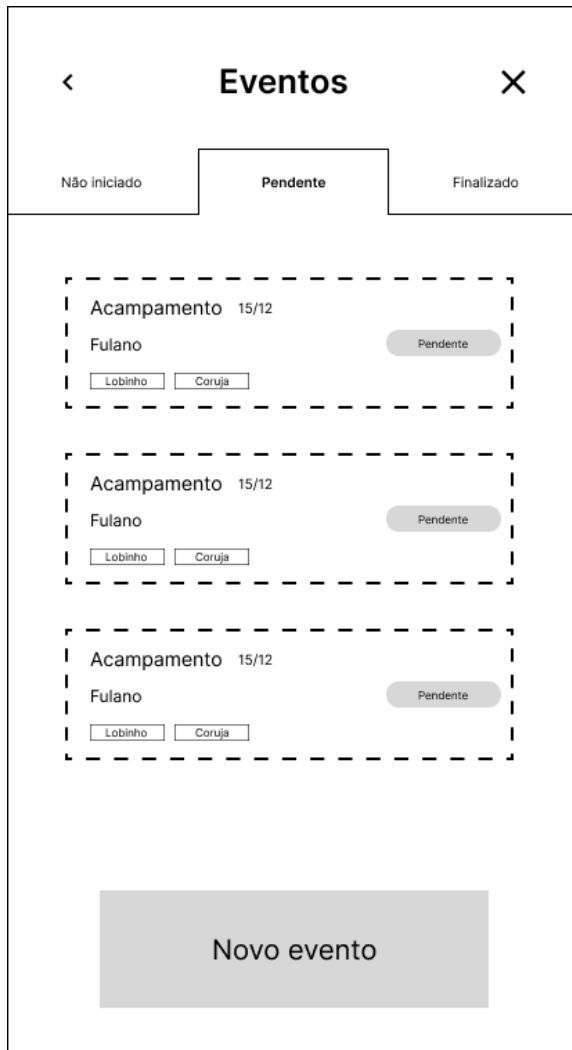 Eventos
Não iniciado Pendente Finalizado
Acampamento 15/12
Fulano Pendente
Lobinho Coruja
Acampamento 15/12
Fulano Pendente
Lobinho Coruja
Acampamento 15/12
Fulano Pendente
Lobinho Coruja
Novo evento